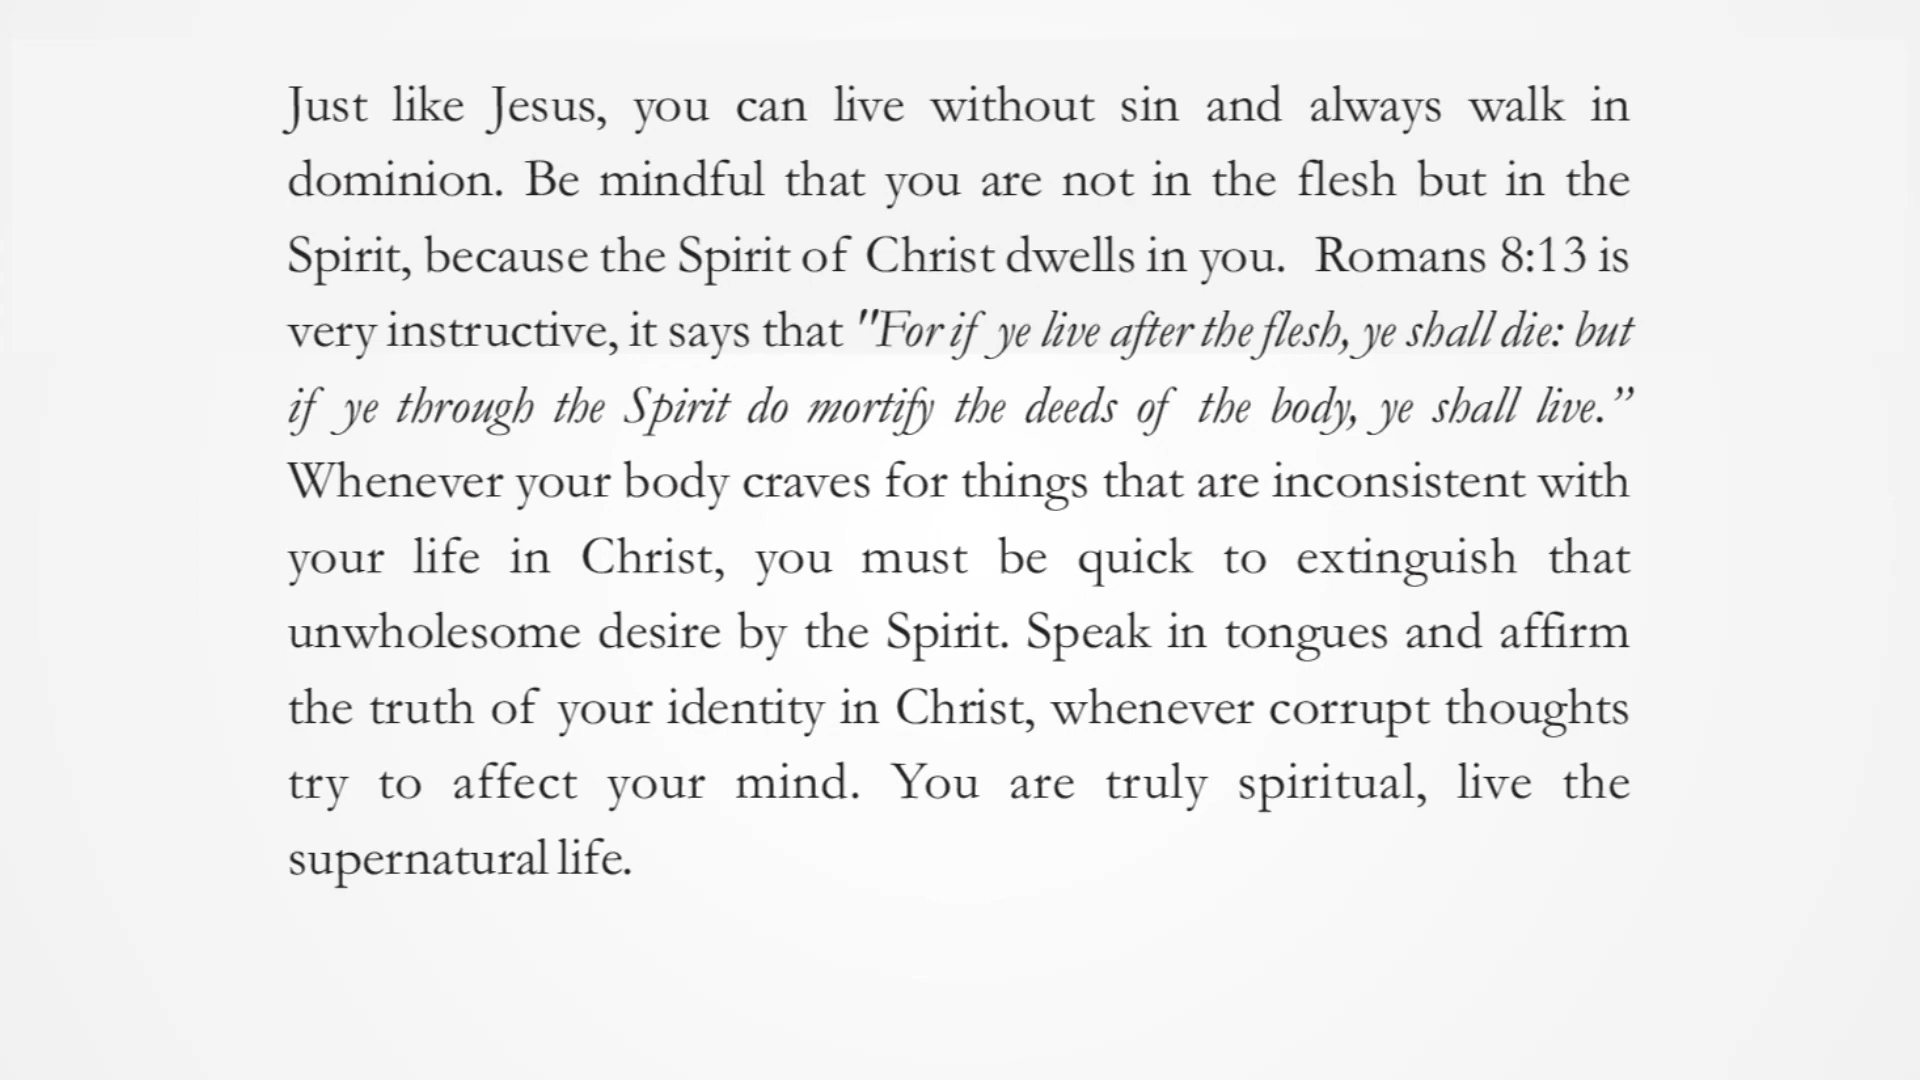 Just like Jesus, you can live without sin and always walk in
dominion. Be mindful that you are not in the flesh but in the
Spirit, because the Spirit of Christ dwells in you.  Romans 8:13 is
very instructive, it says that "For if ye live after the flesh, ye shall die: but
if ye through the Spirit do mortify the deeds of the body, ye shall live.”
Whenever your body craves for things that are inconsistent with
your life in Christ, you must be quick to extinguish that
unwholesome desire by the Spirit. Speak in tongues and affirm
the truth of your identity in Christ, whenever corrupt thoughts
try to affect your mind. You are truly spiritual, live the
supernatural life.